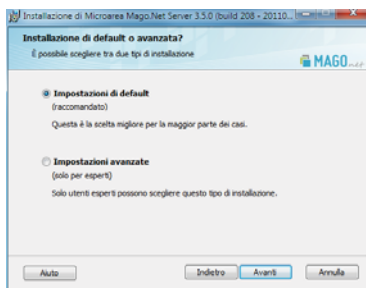 Installazione di Microarea Mago.Net Server 3.5.0 (build 208 - 20110...
Installazione di default o avanzata?
È possibile scegliere tra due tipi di installazione
MAGO.net
Impostazioni di default
(raccomandato)
Questa è la scelta migliore per la maggior parte dei casi.
Impostazioni avanzate
(solo per esperti)
Solo utenti esperti possono scegliere questo tipo di installazione.
Aiuto
Indietro
Avanti
Annulla